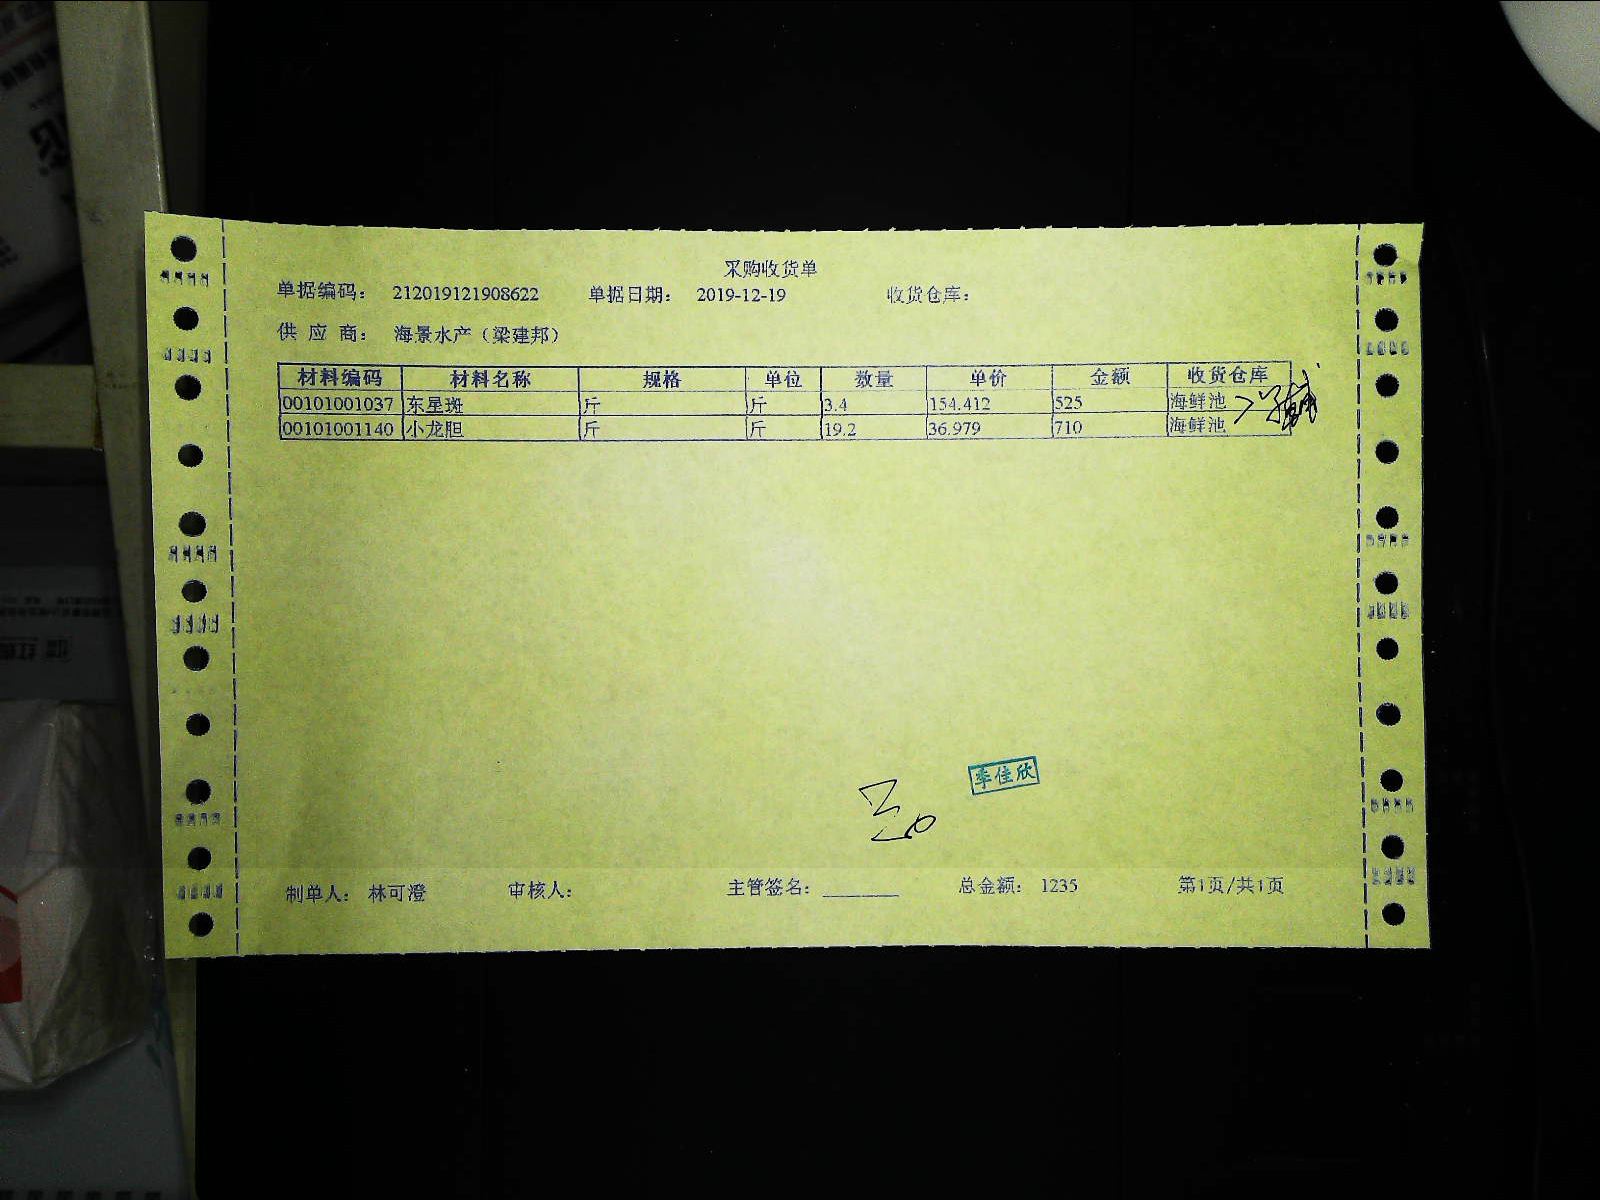 采购收货单
单据编码： 212019121908622 单据日期： 2019-12-19 收货仓库：
供 应 商： 海景水产（梁建邦）
材料编码 材料名称 规格 单位 数量 单价 金额 收货仓库
00101001037 东星斑 斤 斤 3.4 154.412 525 海鲜池
00101001140 小龙胆 斤 斤 19.2 36.979 710 海鲜池
李佳欣
制单人： 林可澄 审核人： 主管签名： ________ 总金额： 1235 第1页/共1页